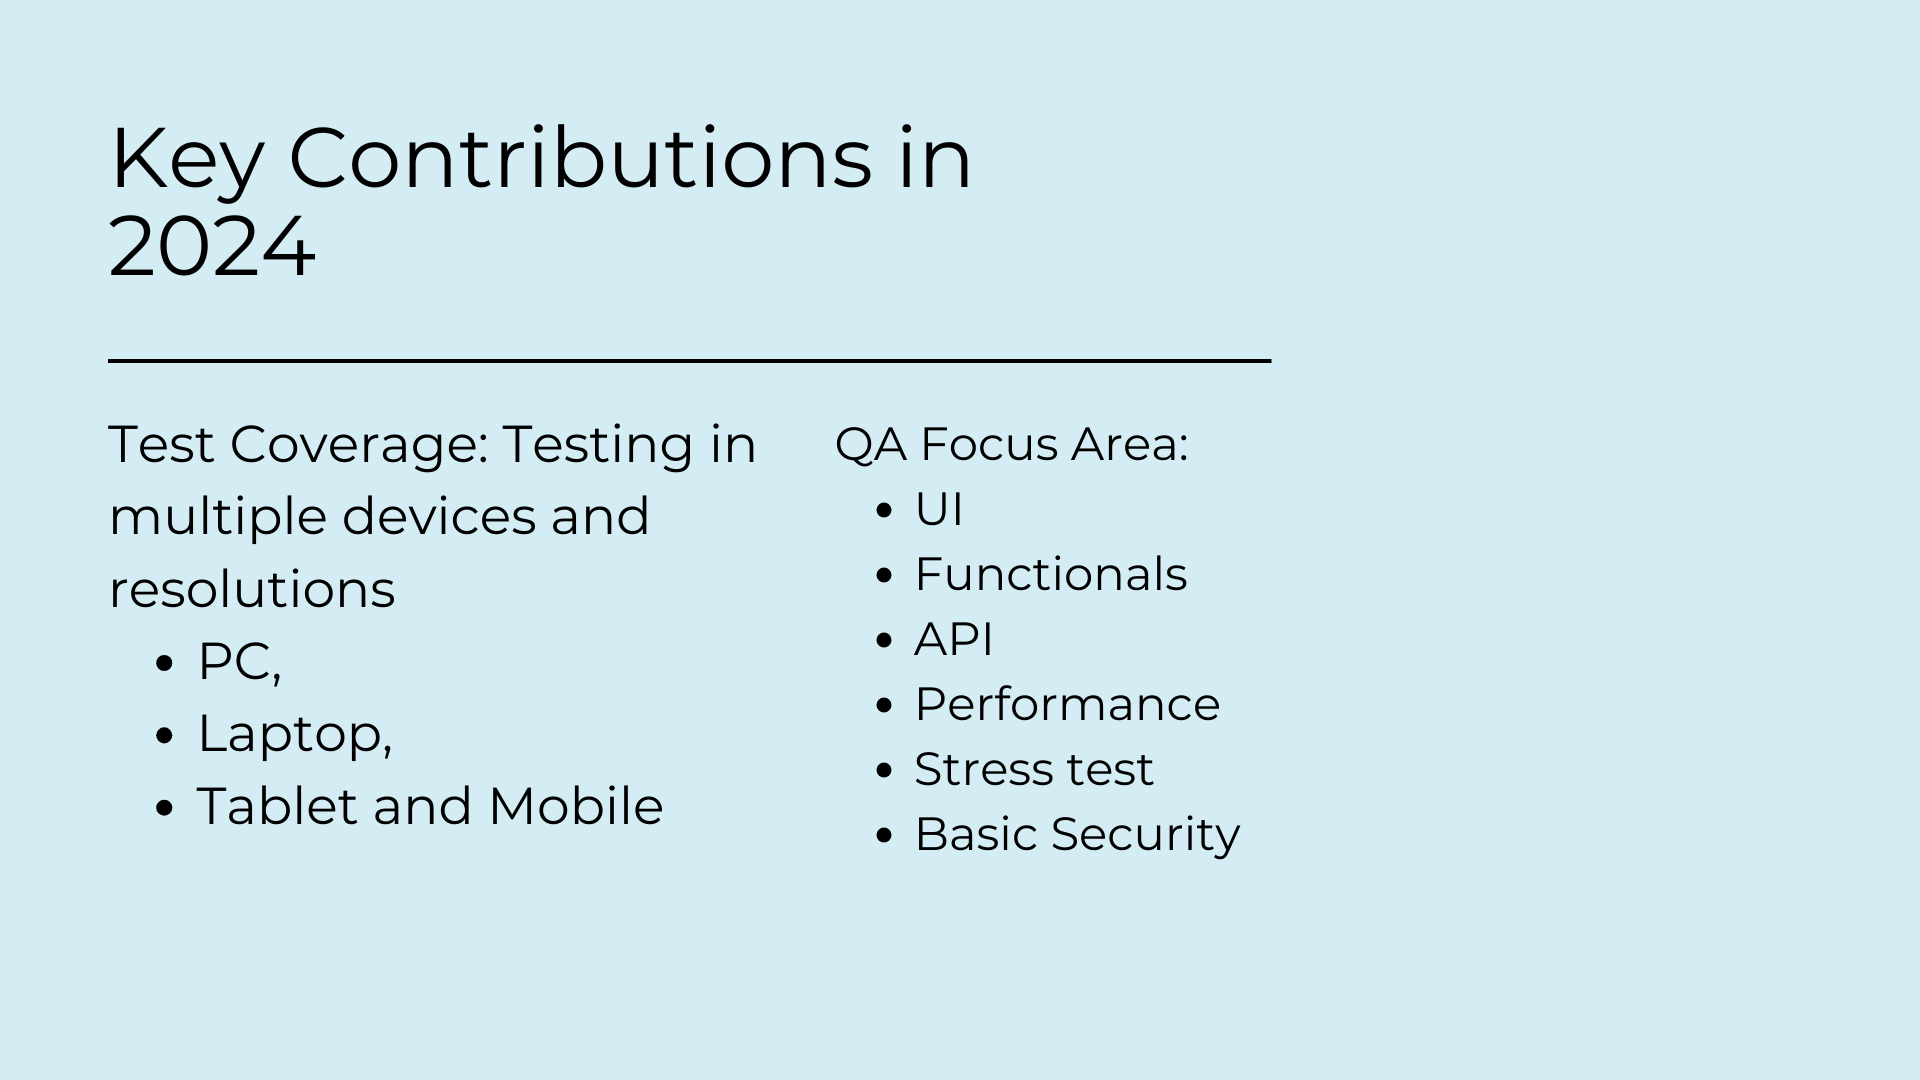 Key Contributions in
2024
Test Coverage: Testing in
multiple devices and
resolutions
• PC,
• Laptop,
• Tablet and Mobile
QA Focus Area:
• UI
• Functionals
• API
• Performance
• Stress test
• Basic Security